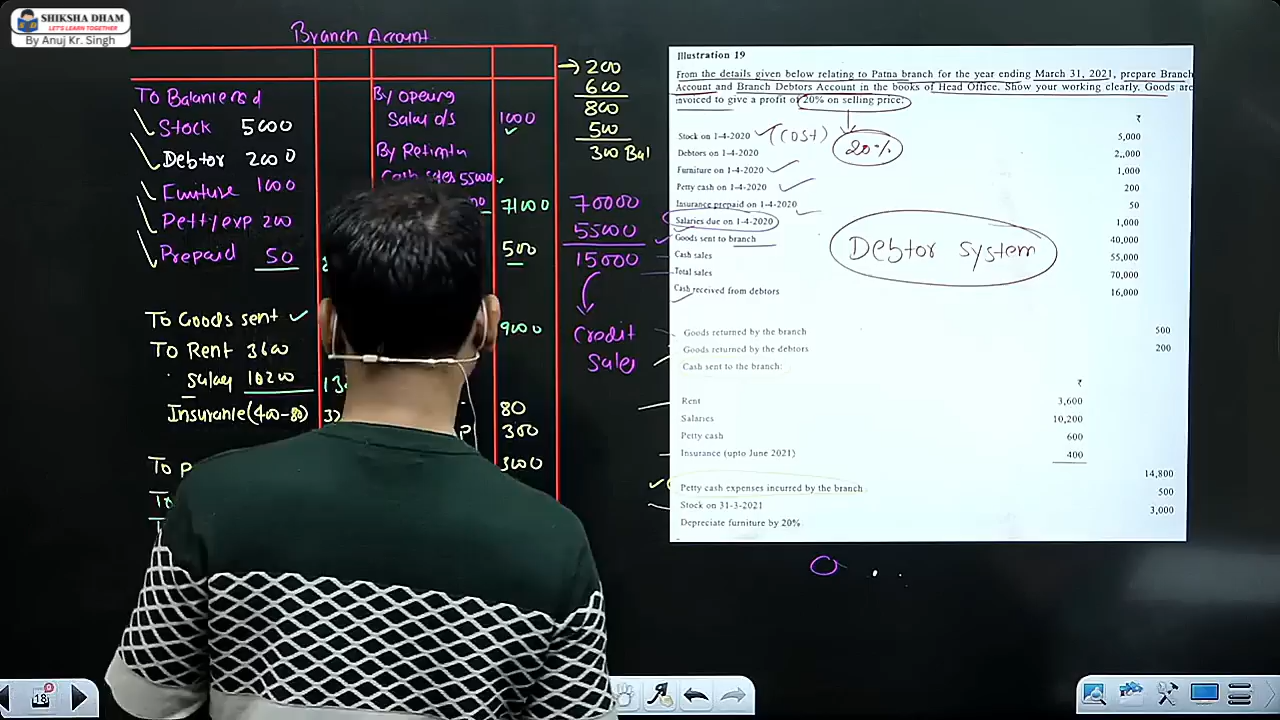 SHIKSHA DHAM
LET'S LEARN TOGETHER
By Anuj Kr. Singh
Branch Account
To Balance b/d
Stock 5000
Debtor 2000
Furniture 1000
Petty exp 200
Prepaid 50
To Goods sent
To Rent 3600
Salary 10200
Insurance (400-80)
To
By opening
Salary o/s 1000
By
Cash sales 55000
71000
500
9000
80
300
3000
200
600
800
500
300 Bal
70000
55000
15000
Credit
Sales
Illustration 19
From the details given below relating to Patna branch for the year ending March 31, 2021, prepare Branch
Account and Branch Debtors Account in the books of Head Office. Show your working clearly. Goods are
invoiced to give a profit of 20% on selling price:
₹
Stock on 1-4-2020 (Cost) 5,000
20%
Debtors on 1-4-2020 2,,000
Furniture on 1-4-2020 1,000
Petty cash on 1-4-2020 200
Insurance prepaid on 1-4-2020 50
Salaries due on 1-4-2020 1,000
Goods sent to branch 40,000
Debtor system
Cash sales 55,000
Total sales 70,000
Cash received from debtors 16,000
Goods returned by the branch 500
Goods returned by the debtors 200
Cash sent to the branch:
₹
Rent 3,600
Salaries 10,200
Petty cash 600
Insurance (upto June 2021) 400
14,800
Petty cash expenses incurred by the branch 500
Stock on 31-3-2021 3,000
Depreciate furniture by 20%
18